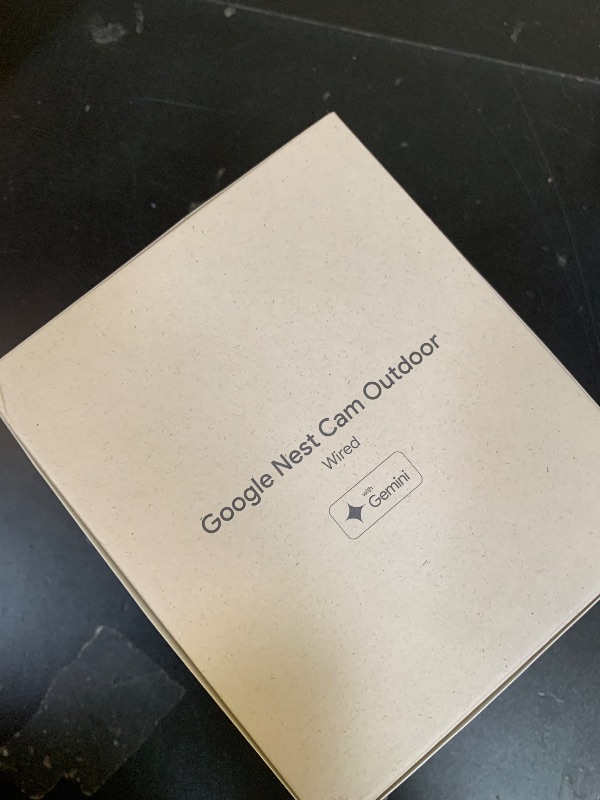 Google Nest Cam Outdoor
Wired
with
Gemini